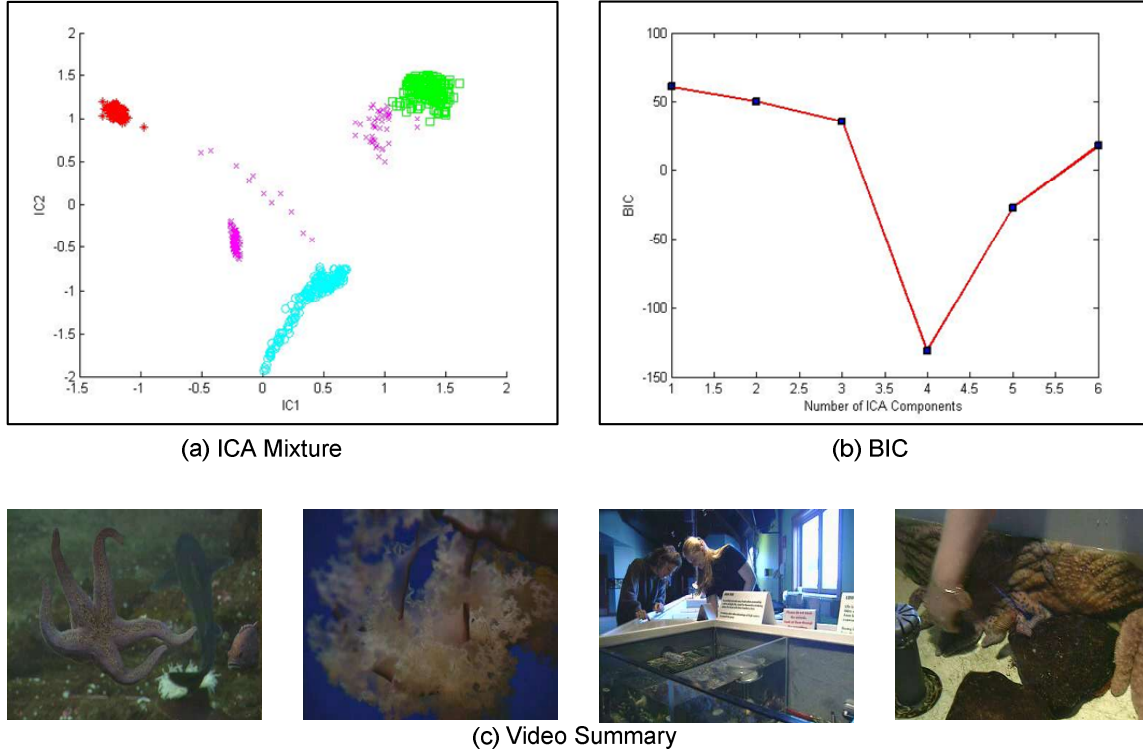 2
1.5
1
0.5
0
-0.5
-1
-1.5
-2
IC2
-1.5 -1 -0.5 0 0.5 1 1.5 2
IC1
(a) ICA Mixture
100
50
0
-50
-100
-150
BIC
1 1.5 2 2.5 3 3.5 4 4.5 5 5.5 6
Number of ICA Components
(b) BIC
(c) Video Summary